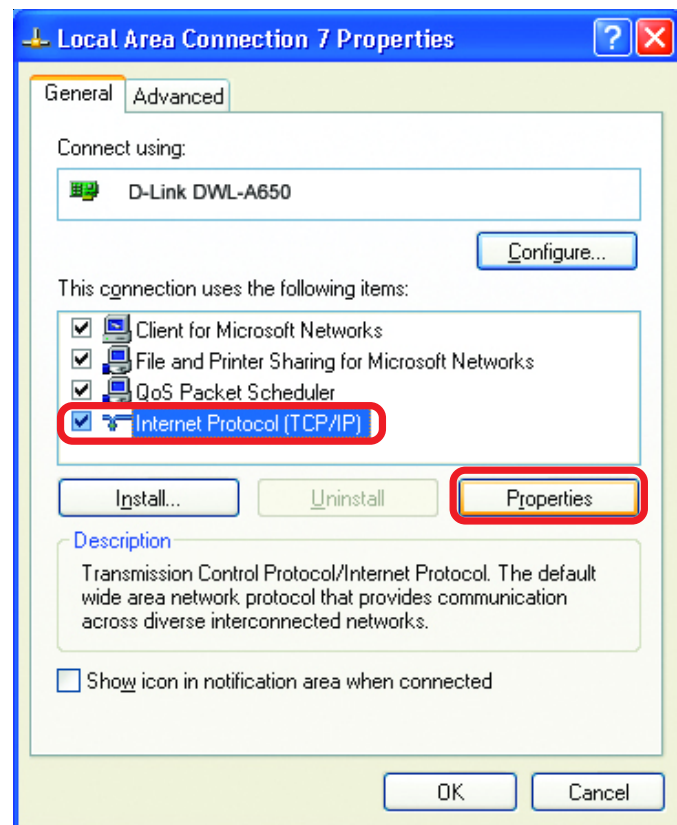 Local Area Connection 7 Properties
General Advanced
Connect using:
D-Link DWL-A650
Configure...
This connection uses the following items:
Client for Microsoft Networks
File and Printer Sharing for Microsoft Networks
QoS Packet Scheduler
Internet Protocol (TCP/IP)
Install... Uninstall Properties
Description
Transmission Control Protocol/Internet Protocol. The default
wide area network protocol that provides communication
across diverse interconnected networks.
Show icon in notification area when connected
OK Cancel